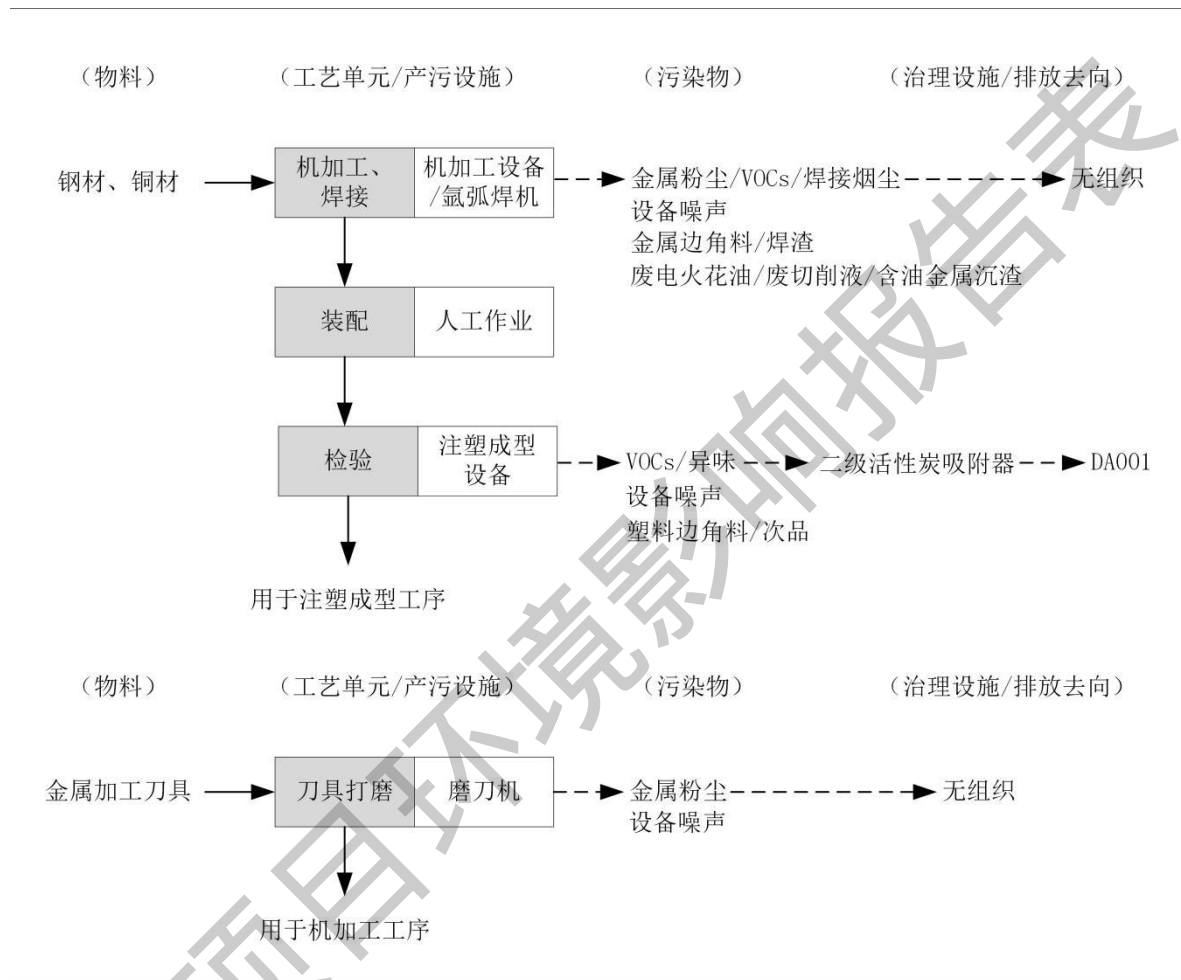 （物料）
（工艺单元/产污设施）
（污染物）
（治理设施/排放去向）
钢材、铜材
机加工、
焊接
机加工设备
/氩弧焊机
金属粉尘/VOCs/焊接烟尘
无组织
设备噪声
金属边角料/焊渣
废电火花油/废切削液/含油金属沉渣
装配
人工作业
检验
注塑成型
设备
VOCs/异味
二级活性炭吸附器
DA001
设备噪声
塑料边角料/次品
用于注塑成型工序
（物料）
（工艺单元/产污设施）
（污染物）
（治理设施/排放去向）
金属加工刀具
刀具打磨
磨刀机
金属粉尘
无组织
设备噪声
用于机加工工序
项目环境影响报告表